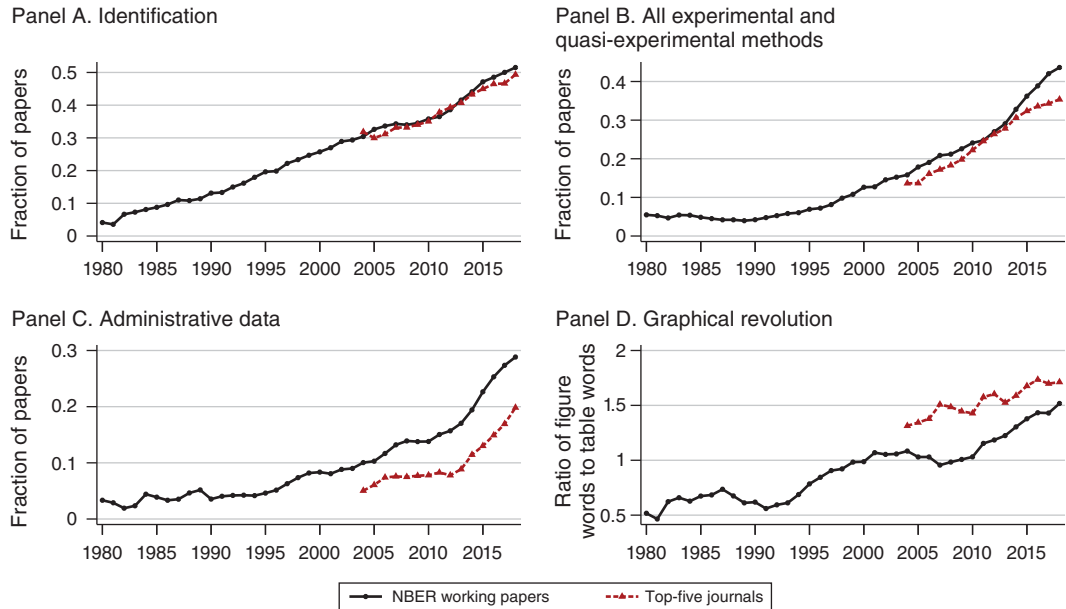 Panel A. Identification
Fraction of papers
0.5
0.4
0.3
0.2
0.1
0
1980 1985 1990 1995 2000 2005 2010 2015
Panel B. All experimental and
quasi-experimental methods
Fraction of papers
0.4
0.3
0.2
0.1
0
1980 1985 1990 1995 2000 2005 2010 2015
Panel C. Administrative data
Fraction of papers
0.3
0.2
0.1
0
1980 1985 1990 1995 2000 2005 2010 2015
Panel D. Graphical revolution
Ratio of figure
words to table words
2
1.5
1
0.5
1980 1985 1990 1995 2000 2005 2010 2015
NBER working papers
Top-five journals